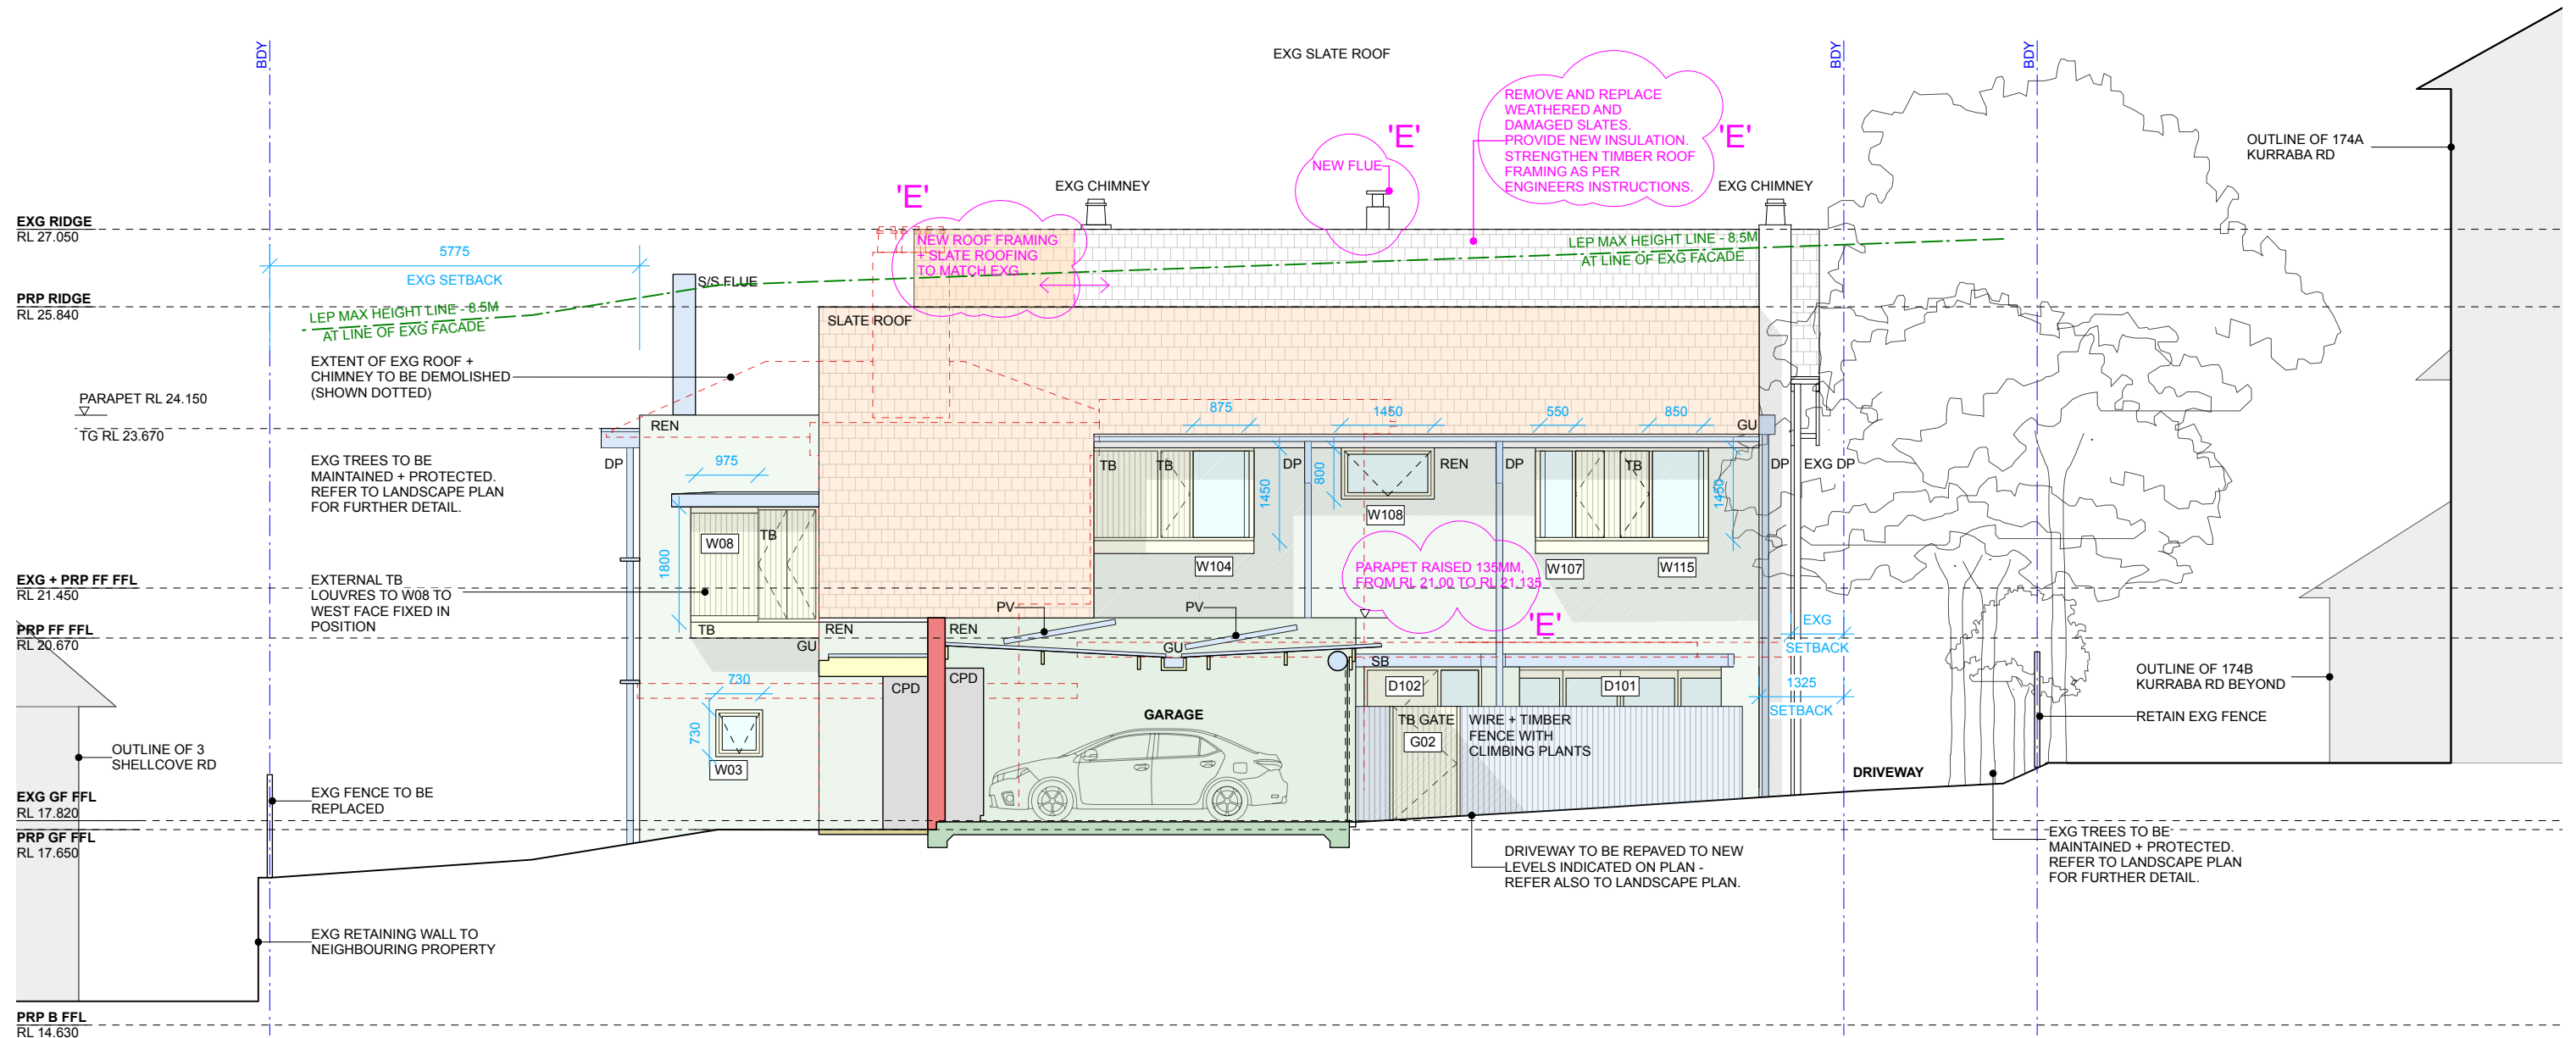 EXG SLATE ROOF
BDY
BDY
BDY
REMOVE AND REPLACE
WEATHERED AND
DAMAGED SLATES.
PROVIDE NEW INSULATION.
STRENGTHEN TIMBER ROOF
FRAMING AS PER
ENGINEERS INSTRUCTIONS.
'E'
'E'
NEW FLUE
OUTLINE OF 174A
KURRABA RD
'E'
EXG CHIMNEY
EXG CHIMNEY
EXG RIDGE
RL 27.050
5775
EXG SETBACK
NEW ROOF FRAMING
+ SLATE ROOFING
TO MATCH EXG
LEP MAX HEIGHT LINE - 8.5M
AT LINE OF EXG FACADE
S/S FLUE
PRP RIDGE
RL 25.840
LEP MAX HEIGHT LINE - 8.5M
AT LINE OF EXG FACADE
SLATE ROOF
EXTENT OF EXG ROOF +
CHIMNEY TO BE DEMOLISHED
(SHOWN DOTTED)
PARAPET RL 24.150
TG RL 23.670
REN
875
1450
550
850
GU
EXG TREES TO BE
MAINTAINED + PROTECTED.
REFER TO LANDSCAPE PLAN
FOR FURTHER DETAIL.
DP
975
TB
TB
1450
DP
800
REN
DP
TB
1450
DP
EXG DP
W108
W08
TB
1800
W104
PARAPET RAISED 135MM,
FROM RL 21.00 TO RL 21.135
W107
W115
EXG + PRP FF FFL
RL 21.450
EXTERNAL TB
LOUVRES TO W08 TO
WEST FACE FIXED IN
POSITION
TB
PV
PV
'E'
EXG
SETBACK
PRP FF FFL
RL 20.670
REN
REN
GU
GU
SB
730
CPD
CPD
D102
D101
1325
SETBACK
OUTLINE OF 174B
KURRABA RD BEYOND
730
GARAGE
TB GATE
G02
WIRE + TIMBER
FENCE WITH
CLIMBING PLANTS
RETAIN EXG FENCE
OUTLINE OF 3
SHELLCOVE RD
W03
DRIVEWAY
EXG GF FFL
RL 17.820
EXG FENCE TO BE
REPLACED
PRP GF FFL
RL 17.650
DRIVEWAY TO BE REPAVED TO NEW
LEVELS INDICATED ON PLAN -
REFER ALSO TO LANDSCAPE PLAN.
EXG TREES TO BE
MAINTAINED + PROTECTED.
REFER TO LANDSCAPE PLAN
FOR FURTHER DETAIL.
EXG RETAINING WALL TO
NEIGHBOURING PROPERTY
PRP B FFL
RL 14.630